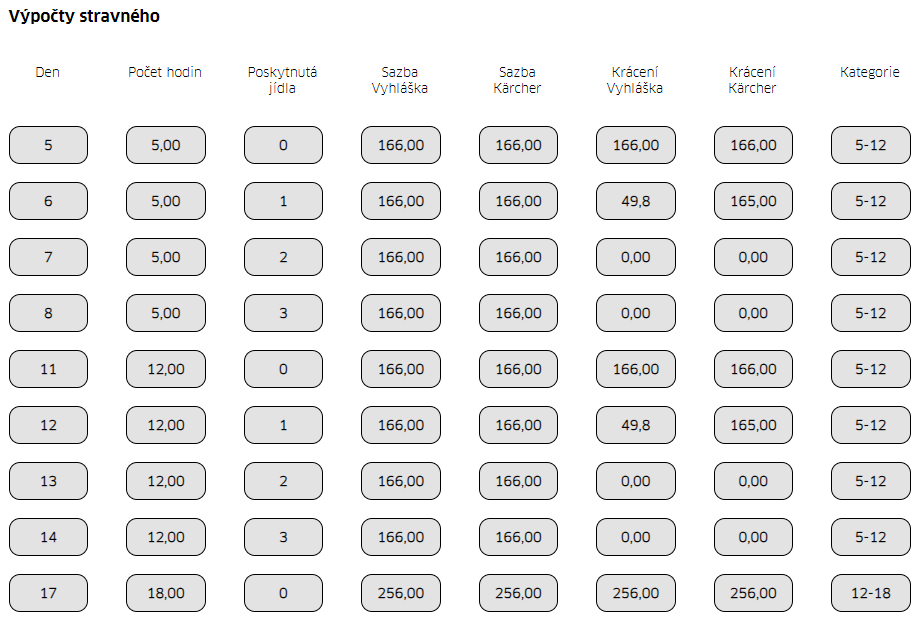 Výpočty stravného
Den Počet hodin Poskytnutá jídla Sazba Vyhláška Sazba Kärcher Krácení Vyhláška Krácení Kärcher Kategorie
5 5,00 0 166,00 166,00 166,00 166,00 5-12
6 5,00 1 166,00 166,00 49,8 165,00 5-12
7 5,00 2 166,00 166,00 0,00 0,00 5-12
8 5,00 3 166,00 166,00 0,00 0,00 5-12
11 12,00 0 166,00 166,00 166,00 166,00 5-12
12 12,00 1 166,00 166,00 49,8 165,00 5-12
13 12,00 2 166,00 166,00 0,00 0,00 5-12
14 12,00 3 166,00 166,00 0,00 0,00 5-12
17 18,00 0 256,00 256,00 256,00 256,00 12-18